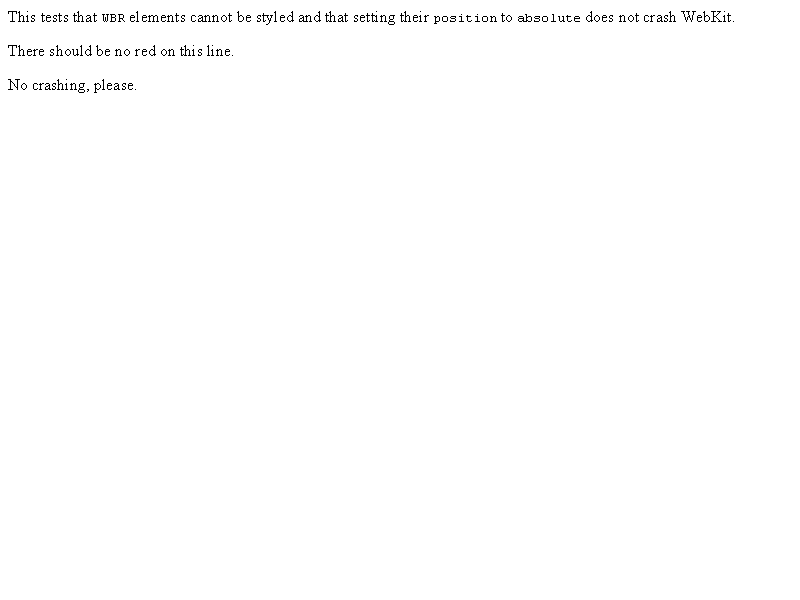 This tests that WBR elements cannot be styled and that setting their position to absolute does not crash WebKit.
There should be no red on this line.
No crashing, please.